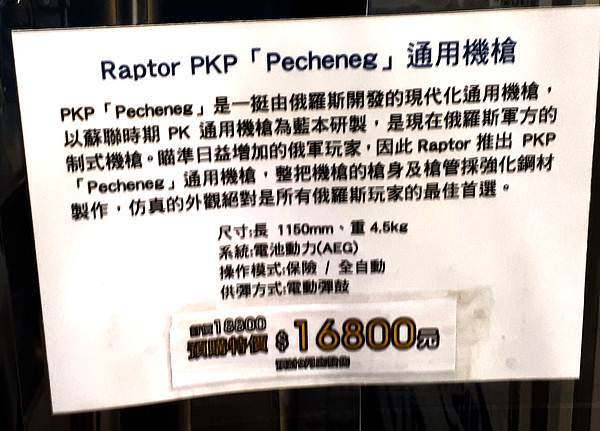 Raptor PKP「Pecheneg」通用機槍
PKP「Pecheneg」是一挺由俄羅斯開發的現代化通用機槍，
以蘇聯時期 PK 通用機槍為藍本研製，是現在俄羅斯軍方的
制式機槍。瞄準日益增加的俄軍玩家，因此 Raptor 推出 PKP
「Pecheneg」通用機槍，整把機槍的槍身及槍管採強化鋼材
製作，仿真的外觀絕對是所有俄羅斯玩家的最佳首選。
尺寸:長 1150mm、重 4.5kg
系統:電池動力(AEG)
操作模式:保險 / 全自動
供彈方式:電動彈鼓
18800
預購特價 $16800元